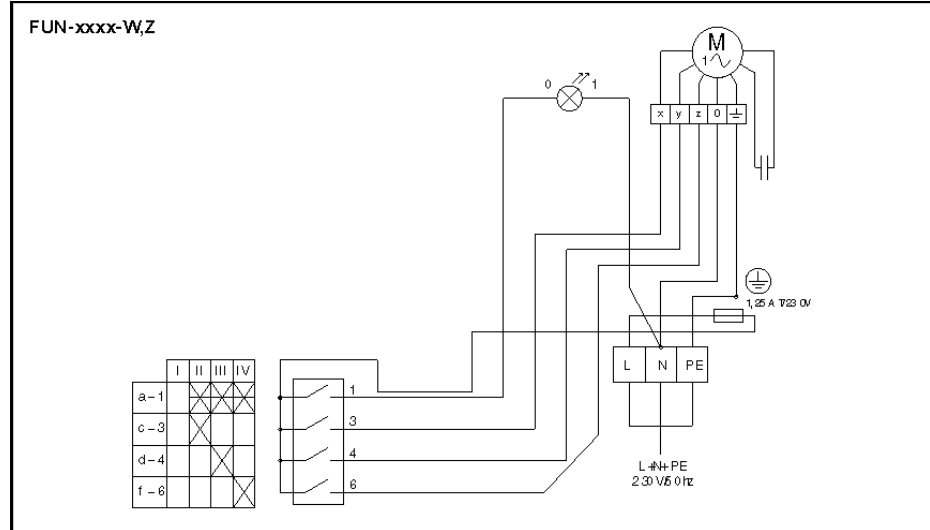 FUN-xxxx-W,Z
M
1
0 1
x y z 0
1,25 A T/230V
L N PE
I II III IV
a-1
c-3
d-4
f-6
1
3
4
6
L+N+PE
230V/50hz